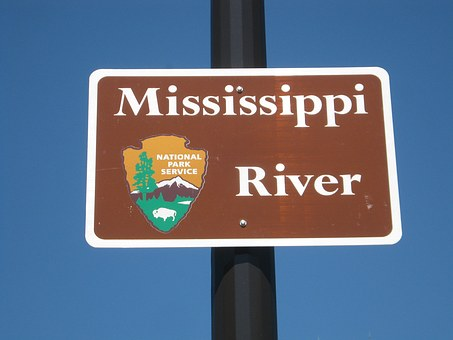 Mississippi
NATIONAL
PARK
SERVICE
River